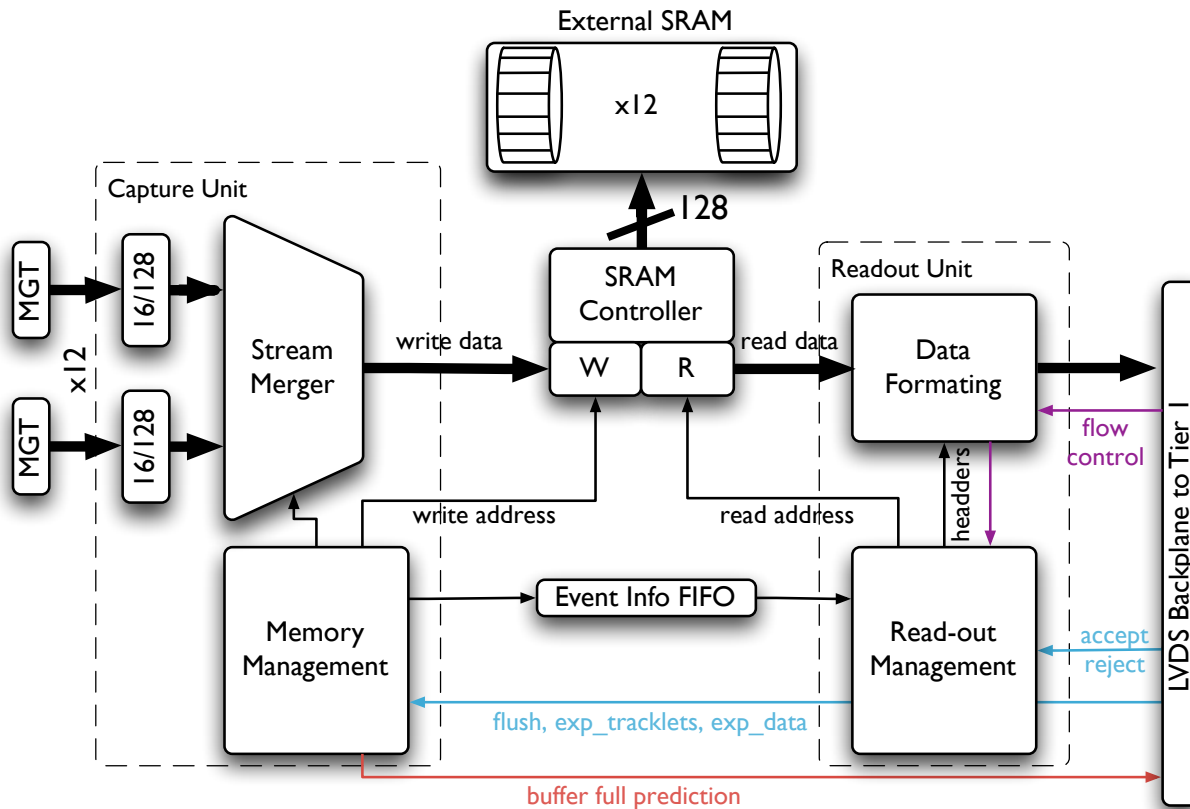 External SRAM
x12
128
Capture Unit
MGT
16/128
x12
MGT
16/128
Stream
Merger
write data
SRAM
Controller
W
R
read data
Readout Unit
Data
Formating
flow
control
headders
write address
read address
Memory
Management
Event Info FIFO
Read-out
Management
accept
reject
flush, exp_tracklets, exp_data
buffer full prediction
LVDS Backplane to Tier 1